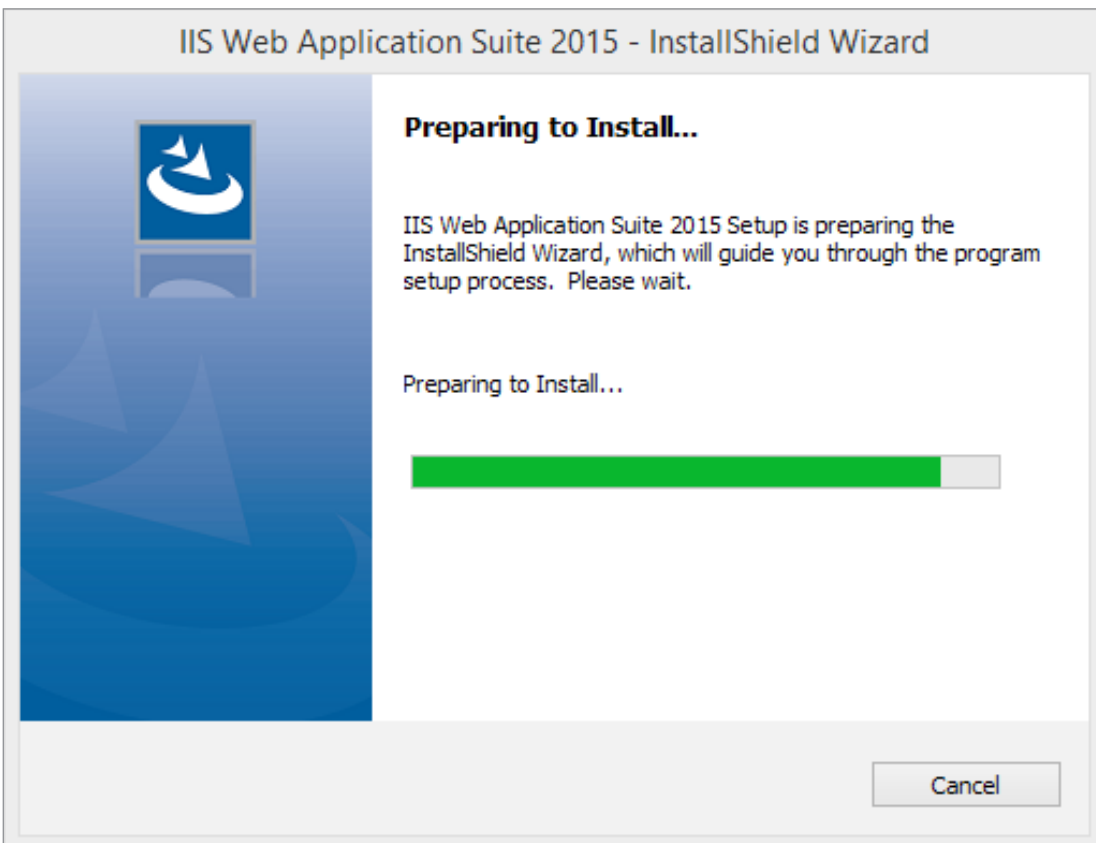 IIS Web Application Suite 2015 - InstallShield Wizard
Preparing to Install...
IIS Web Application Suite 2015 Setup is preparing the
InstallShield Wizard, which will guide you through the program
setup process.  Please wait.
Preparing to Install...
Cancel